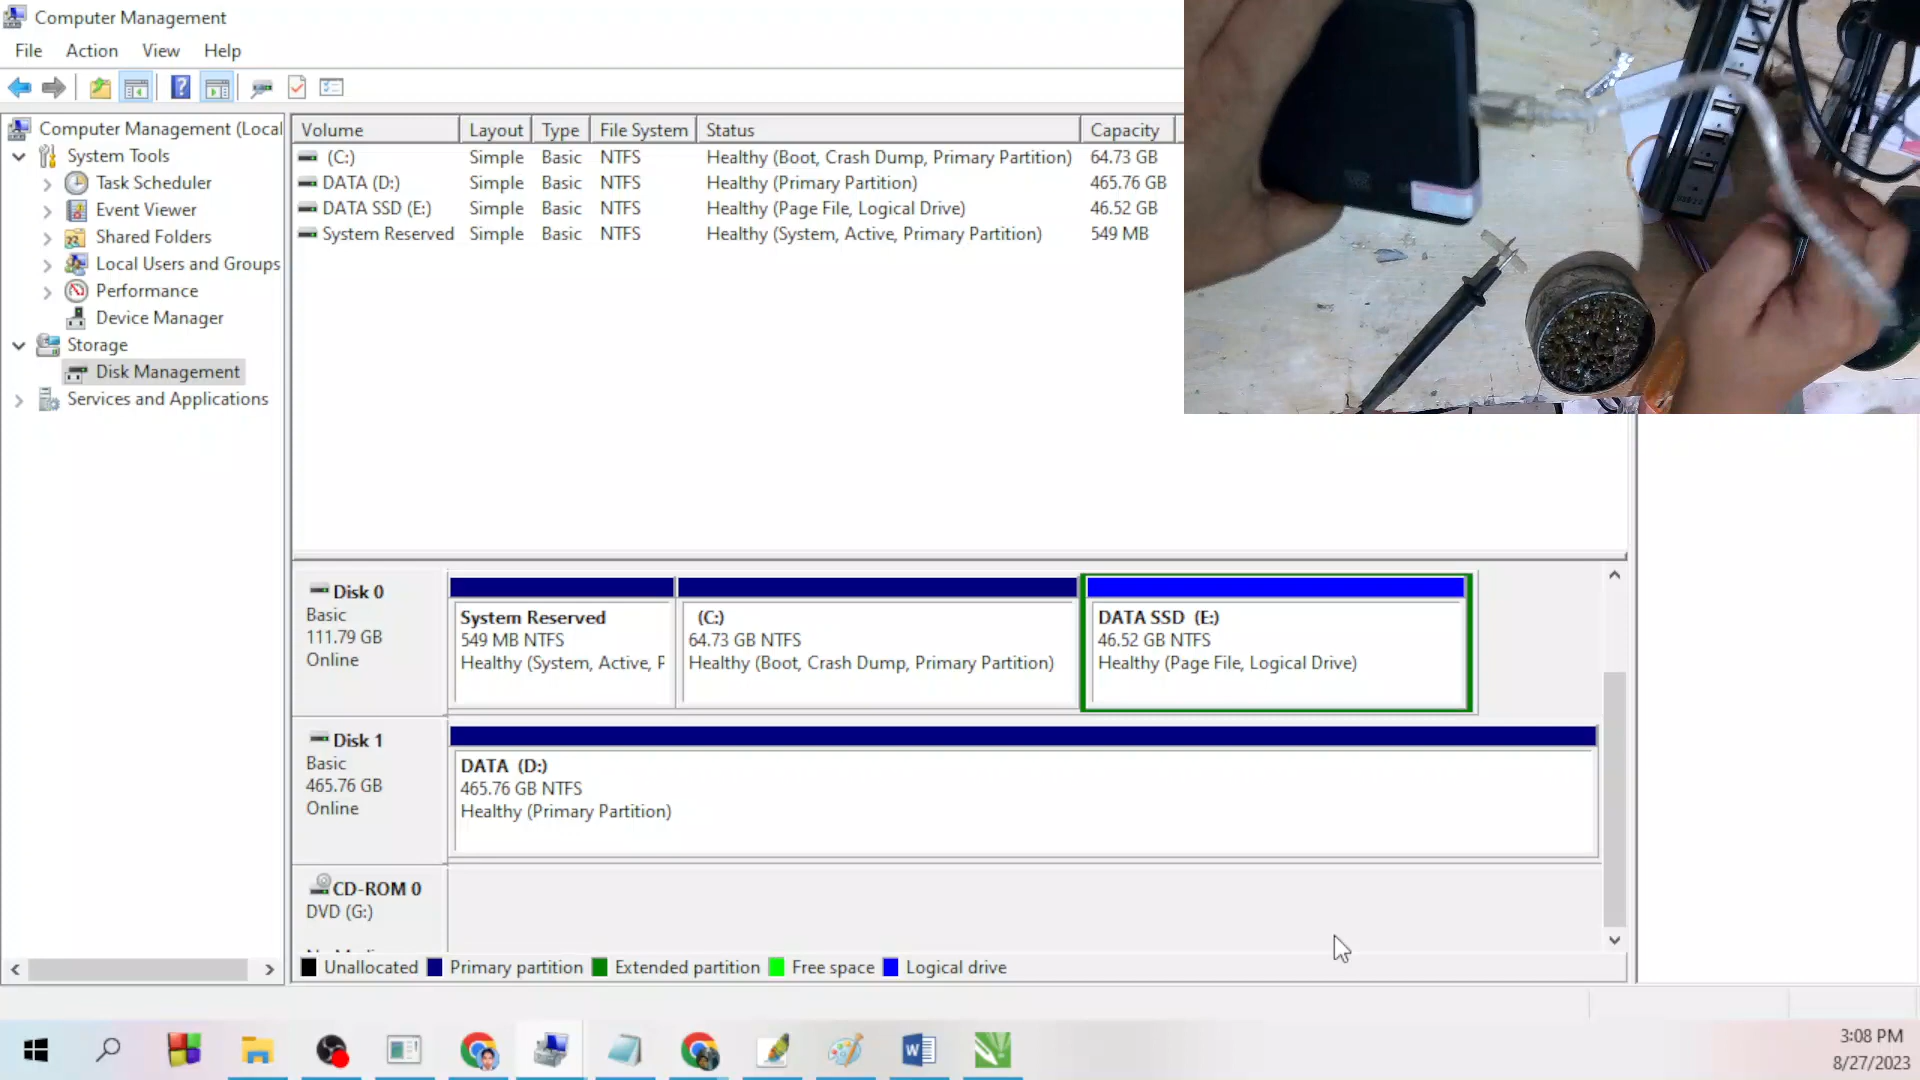 Computer Management
File Action View Help
Computer Management (Local
System Tools
Task Scheduler
Event Viewer
Shared Folders
Local Users and Groups
Performance
Device Manager
Storage
Disk Management
Services and Applications
Volume Layout Type File System Status Capacity
(C:) Simple Basic NTFS Healthy (Boot, Crash Dump, Primary Partition) 64.73 GB
DATA (D:) Simple Basic NTFS Healthy (Primary Partition) 465.76 GB
DATA SSD (E:) Simple Basic NTFS Healthy (Page File, Logical Drive) 46.52 GB
System Reserved Simple Basic NTFS Healthy (System, Active, Primary Partition) 549 MB
Disk 0
Basic
111.79 GB
Online
System Reserved
549 MB NTFS
Healthy (System, Active, P
(C:)
64.73 GB NTFS
Healthy (Boot, Crash Dump, Primary Partition)
DATA SSD (E:)
46.52 GB NTFS
Healthy (Page File, Logical Drive)
Disk 1
Basic
465.76 GB
Online
DATA (D:)
465.76 GB NTFS
Healthy (Primary Partition)
CD-ROM 0
DVD (G:)
Unallocated Primary partition Extended partition Free space Logical drive
3:08 PM
8/27/2023